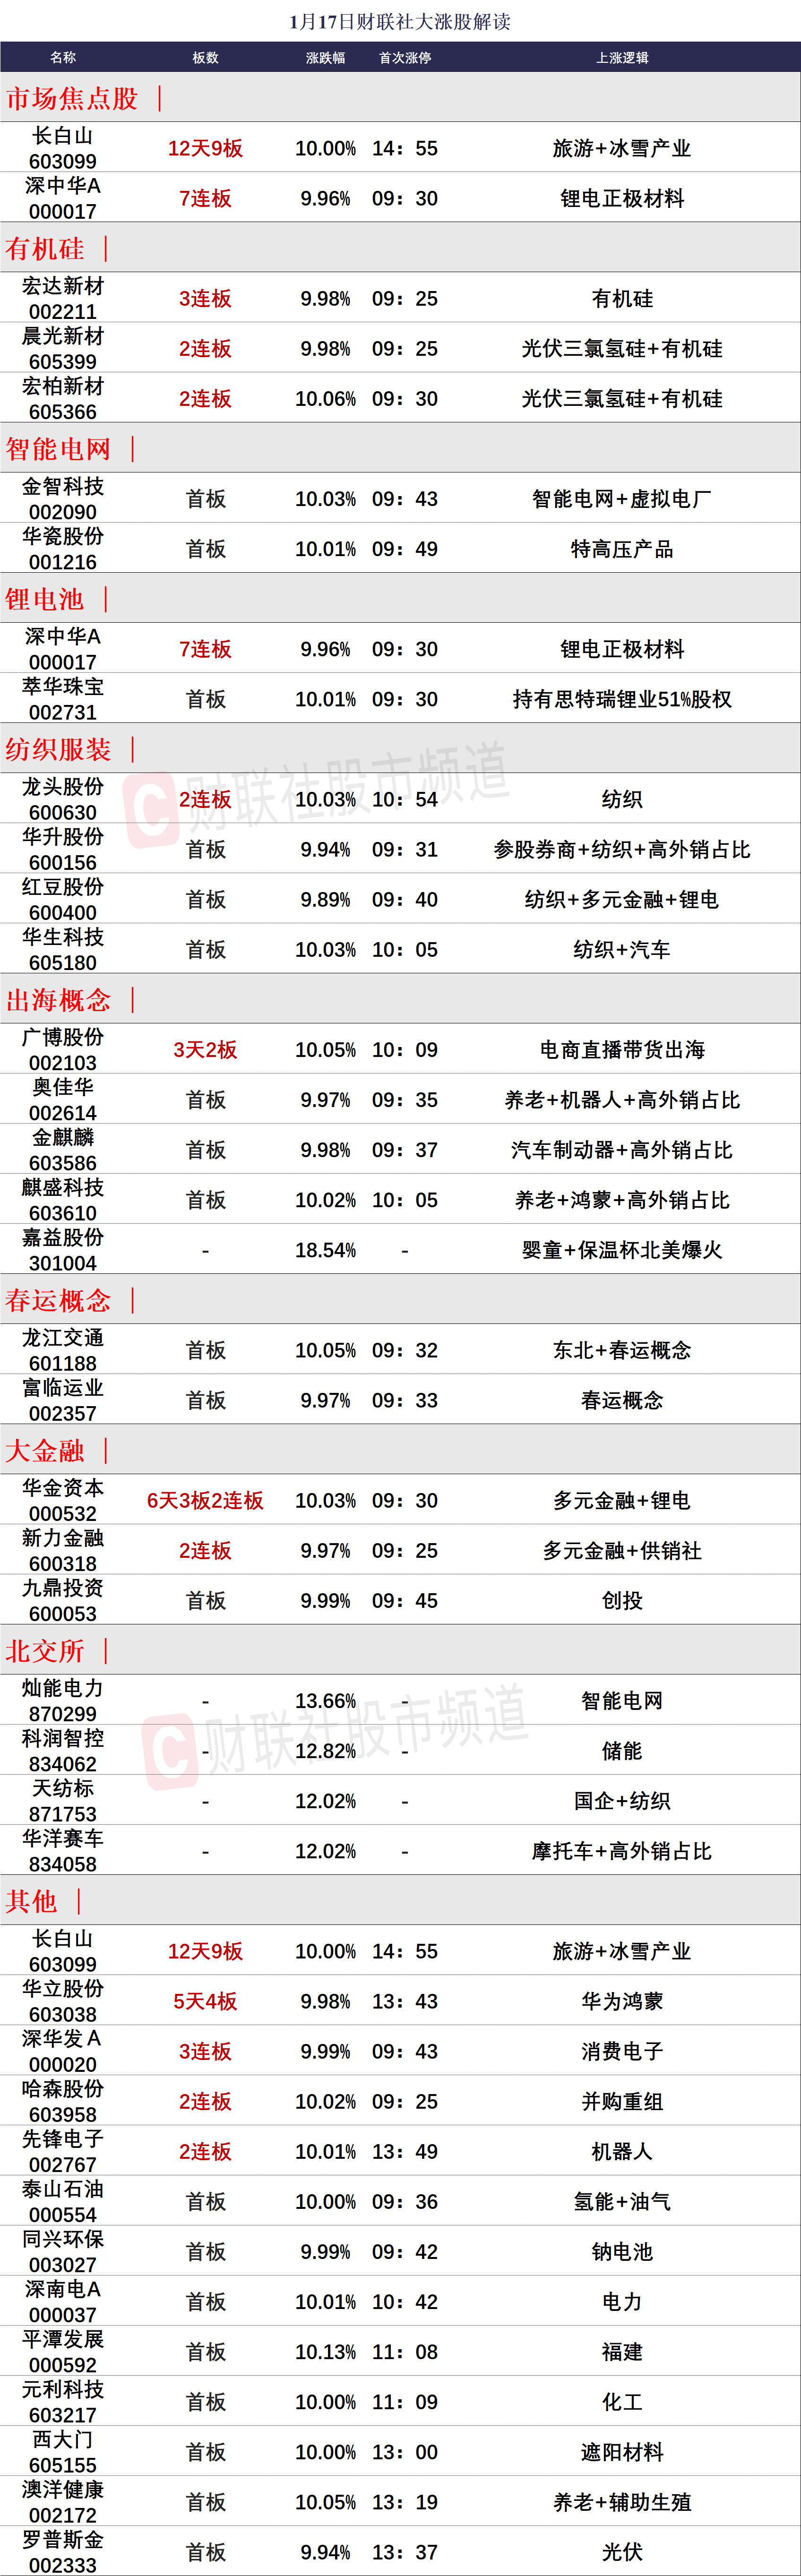 1月17日财联社大涨股解读
名称 板数 涨跌幅 首次涨停 上涨逻辑
市场焦点股 |
长白山
603099 12天9板 10.00% 14：55 旅游+冰雪产业
深中华A
000017 7连板 9.96% 09：30 锂电正极材料
有机硅 |
宏达新材
002211 3连板 9.98% 09：25 有机硅
晨光新材
605399 2连板 9.98% 09：25 光伏三氯氢硅+有机硅
宏柏新材
605366 2连板 10.06% 09：30 光伏三氯氢硅+有机硅
智能电网 |
金智科技
002090 首板 10.03% 09：43 智能电网+虚拟电厂
华瓷股份
001216 首板 10.01% 09：49 特高压产品
锂电池 |
深中华A
000017 7连板 9.96% 09：30 锂电正极材料
萃华珠宝
002731 首板 10.01% 09：30 持有思特瑞锂业51%股权
纺织服装 |
龙头股份
600630 2连板 10.03% 10：54 纺织
华升股份
600156 首板 9.94% 09：31 参股券商+纺织+高外销占比
红豆股份
600400 首板 9.89% 09：40 纺织+多元金融+锂电
华生科技
605180 首板 10.03% 10：05 纺织+汽车
财联社股市频道
出海概念 |
广博股份
002103 3天2板 10.05% 10：09 电商直播带货出海
奥佳华
002614 首板 9.97% 09：35 养老+机器人+高外销占比
金麒麟
603586 首板 9.98% 09：37 汽车制动器+高外销占比
麒盛科技
603610 首板 10.02% 10：05 养老+鸿蒙+高外销占比
嘉益股份
301004 - 18.54% - 婴童+保温杯北美爆火
春运概念 |
龙江交通
601188 首板 10.05% 09：32 东北+春运概念
富临运业
002357 首板 9.97% 09：33 春运概念
大金融 |
华金资本
000532 6天3板2连板 10.03% 09：30 多元金融+锂电
新力金融
600318 2连板 9.97% 09：25 多元金融+供销社
九鼎投资
600053 首板 9.99% 09：45 创投
北交所 |
灿能电力
870299 - 13.66% - 智能电网
科润智控
834062 - 12.82% - 储能
天纺标
871753 - 12.02% - 国企+纺织
华洋赛车
834058 - 12.02% - 摩托车+高外销占比
财联社股市频道
其他 |
长白山
603099 12天9板 10.00% 14：55 旅游+冰雪产业
华立股份
603038 5天4板 9.98% 13：43 华为鸿蒙
深华发Ａ
000020 3连板 9.99% 09：43 消费电子
哈森股份
603958 2连板 10.02% 09：25 并购重组
先锋电子
002767 2连板 10.01% 13：49 机器人
泰山石油
000554 首板 10.00% 09：36 氢能+油气
同兴环保
003027 首板 9.99% 09：42 钠电池
深南电A
000037 首板 10.01% 10：42 电力
平潭发展
000592 首板 10.13% 11：08 福建
元利科技
603217 首板 10.00% 11：09 化工
西大门
605155 首板 10.00% 13：00 遮阳材料
澳洋健康
002172 首板 10.05% 13：19 养老+辅助生殖
罗普斯金
002333 首板 9.94% 13：37 光伏